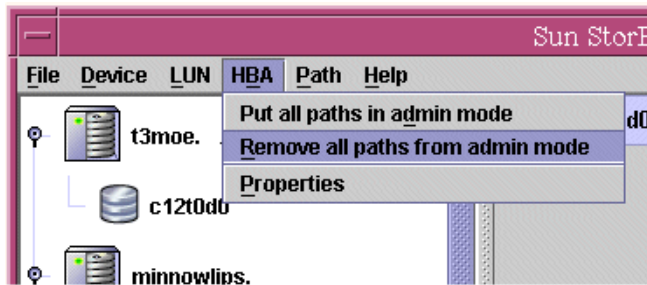 Sun StorE
File Device LUN HBA Path Help
Put all paths in admin mode
Remove all paths from admin mode
Properties
d0
t3moe.
c12t0d0
minnowlips.